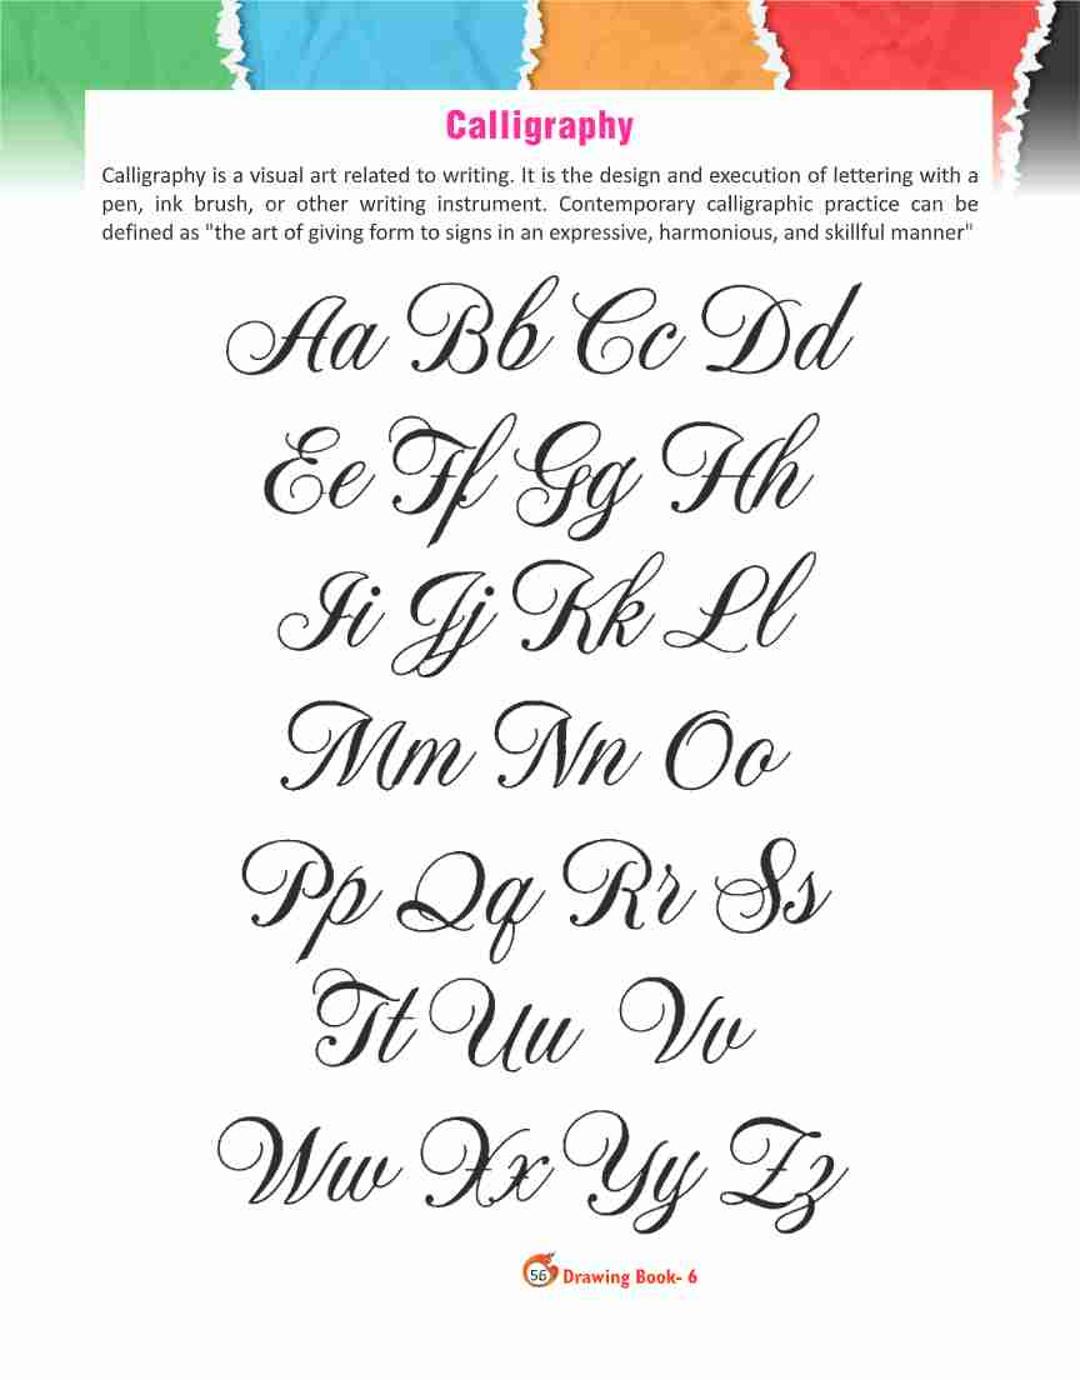 Calligraphy
Calligraphy is a visual art related to writing. It is the design and execution of lettering with a
pen, ink brush, or other writing instrument. Contemporary calligraphic practice can be
defined as "the art of giving form to signs in an expressive, harmonious, and skillful manner"
Aa Bb Cc Dd
Ee Ff Gg Hh
Ii Jj Kk Ll
Mm Nn Oo
Pp Qq Rr Ss
Tt Uu Vv
Ww Xx Yy Zz
56 Drawing Book- 6